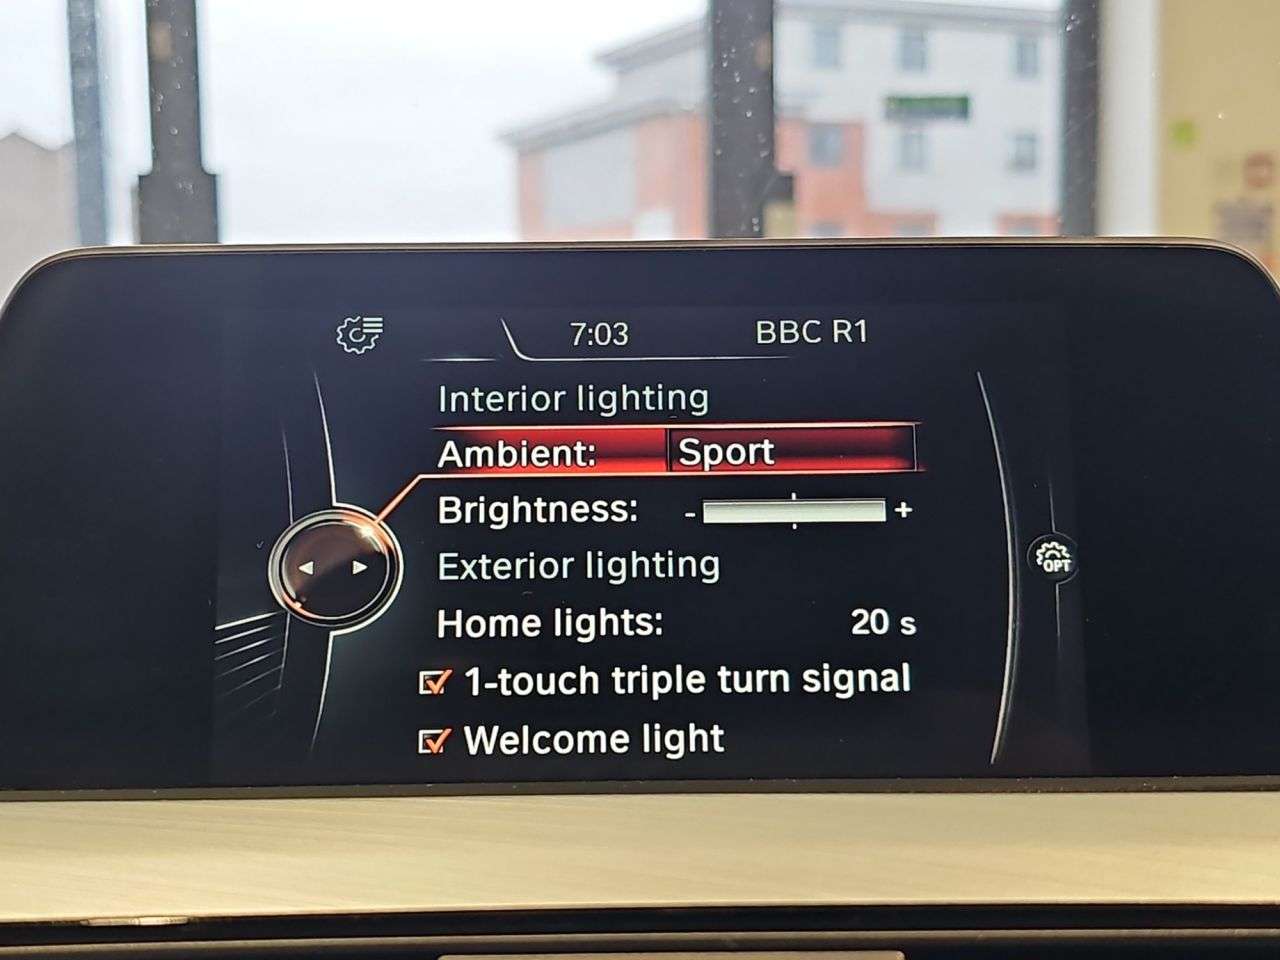 7:03 BBC R1
Interior lighting
Ambient: Sport
Brightness: - +
Exterior lighting
Home lights: 20 s
1-touch triple turn signal
Welcome light
OPT